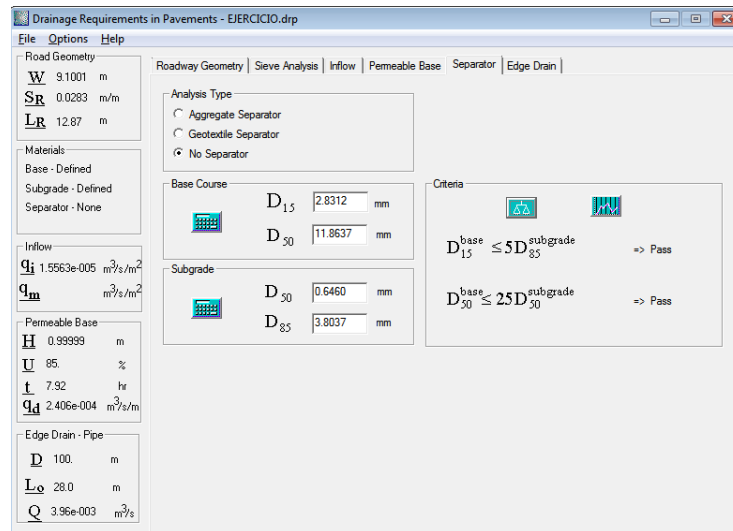 Drainage Requirements in Pavements - EJERCICIO.drp
File Options Help
Road Geometry
W 9.1001 m
SR 0.0283 m/m
LR 12.87 m
Materials
Base - Defined
Subgrade - Defined
Separator - None
Inflow
qi 1.5563e-005 m3/s/m2
qm m3/s/m2
Permeable Base
H 0.99999 m
U 85. %
t 7.92 hr
qd 2.406e-004 m3/s/m
Edge Drain - Pipe
D 100. m
Lo 28.0 m
Q 3.96e-003 m3/s
Roadway Geometry Sieve Analysis Inflow Permeable Base Separator Edge Drain
Analysis Type
Aggregate Separator
Geotextile Separator
No Separator
Base Course
D15 2.8312 mm
D50 11.8637 mm
Subgrade
D50 0.6460 mm
D85 3.8037 mm
Criteria
D15base ≤ 5D85subgrade => Pass
D50base ≤ 25D50subgrade => Pass